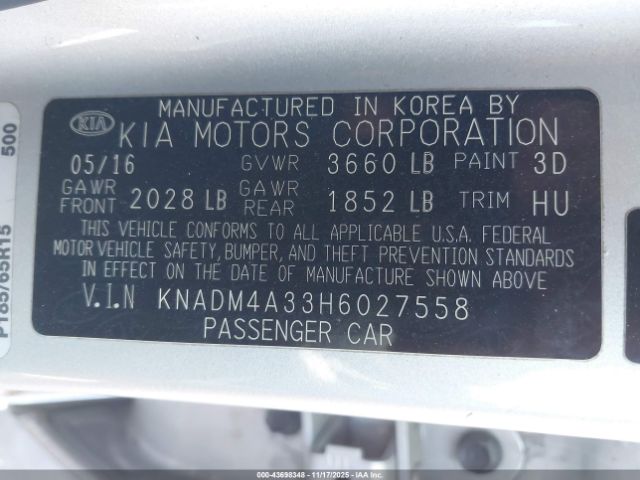 MANUFACTURED IN KOREA BY
KIA KIA MOTORS CORPORATION
05/16 GVWR 3660 LB PAINT 3D
GAWR FRONT 2028 LB GAWR REAR 1852 LB TRIM HU
THIS VEHICLE CONFORMS TO ALL APPLICABLE U.S.A. FEDERAL
MOTOR VEHICLE SAFETY, BUMPER, AND THEFT PREVENTION STANDARDS
IN EFFECT ON THE DATE OF MANUFACTURE SHOWN ABOVE
V.I.N KNADM4A33H6027558
PASSENGER CAR
P185/65R15 500
000-43698348 - 11/17/2025 - IAAI.com